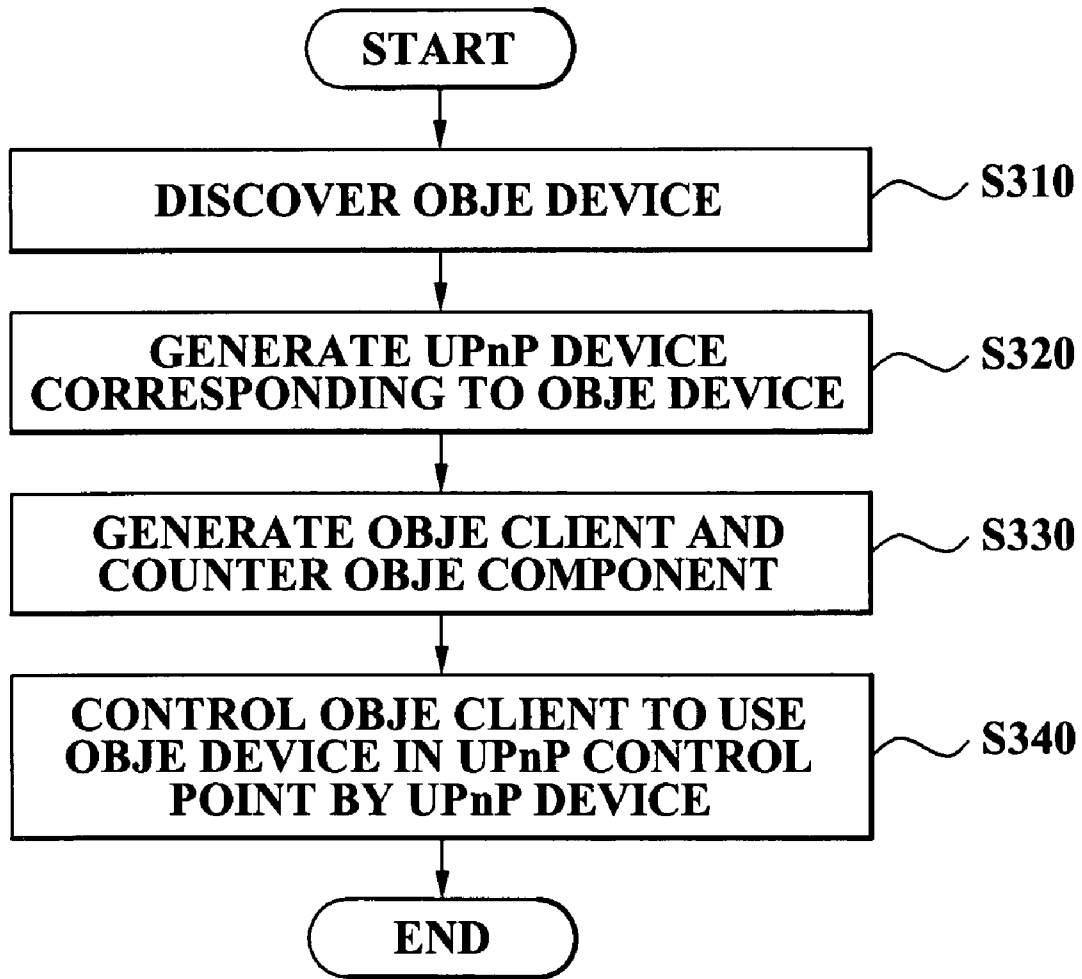 START
DISCOVER OBJE DEVICE
S310
GENERATE UPnP DEVICE
CORRESPONDING TO OBJE DEVICE
S320
GENERATE OBJE CLIENT AND
COUNTER OBJE COMPONENT
S330
CONTROL OBJE CLIENT TO USE
OBJE DEVICE IN UPnP CONTROL
POINT BY UPnP DEVICE
S340
END